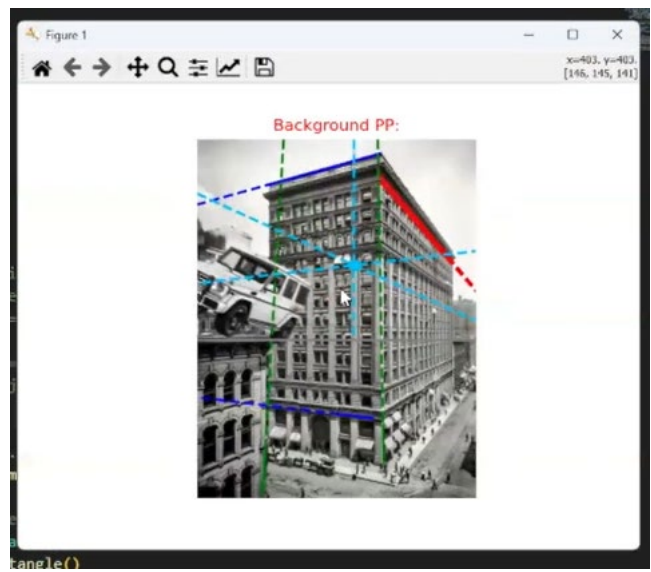 Figure 1
x=403. y=403.
[146, 145, 141]
Background PP:
tangle()